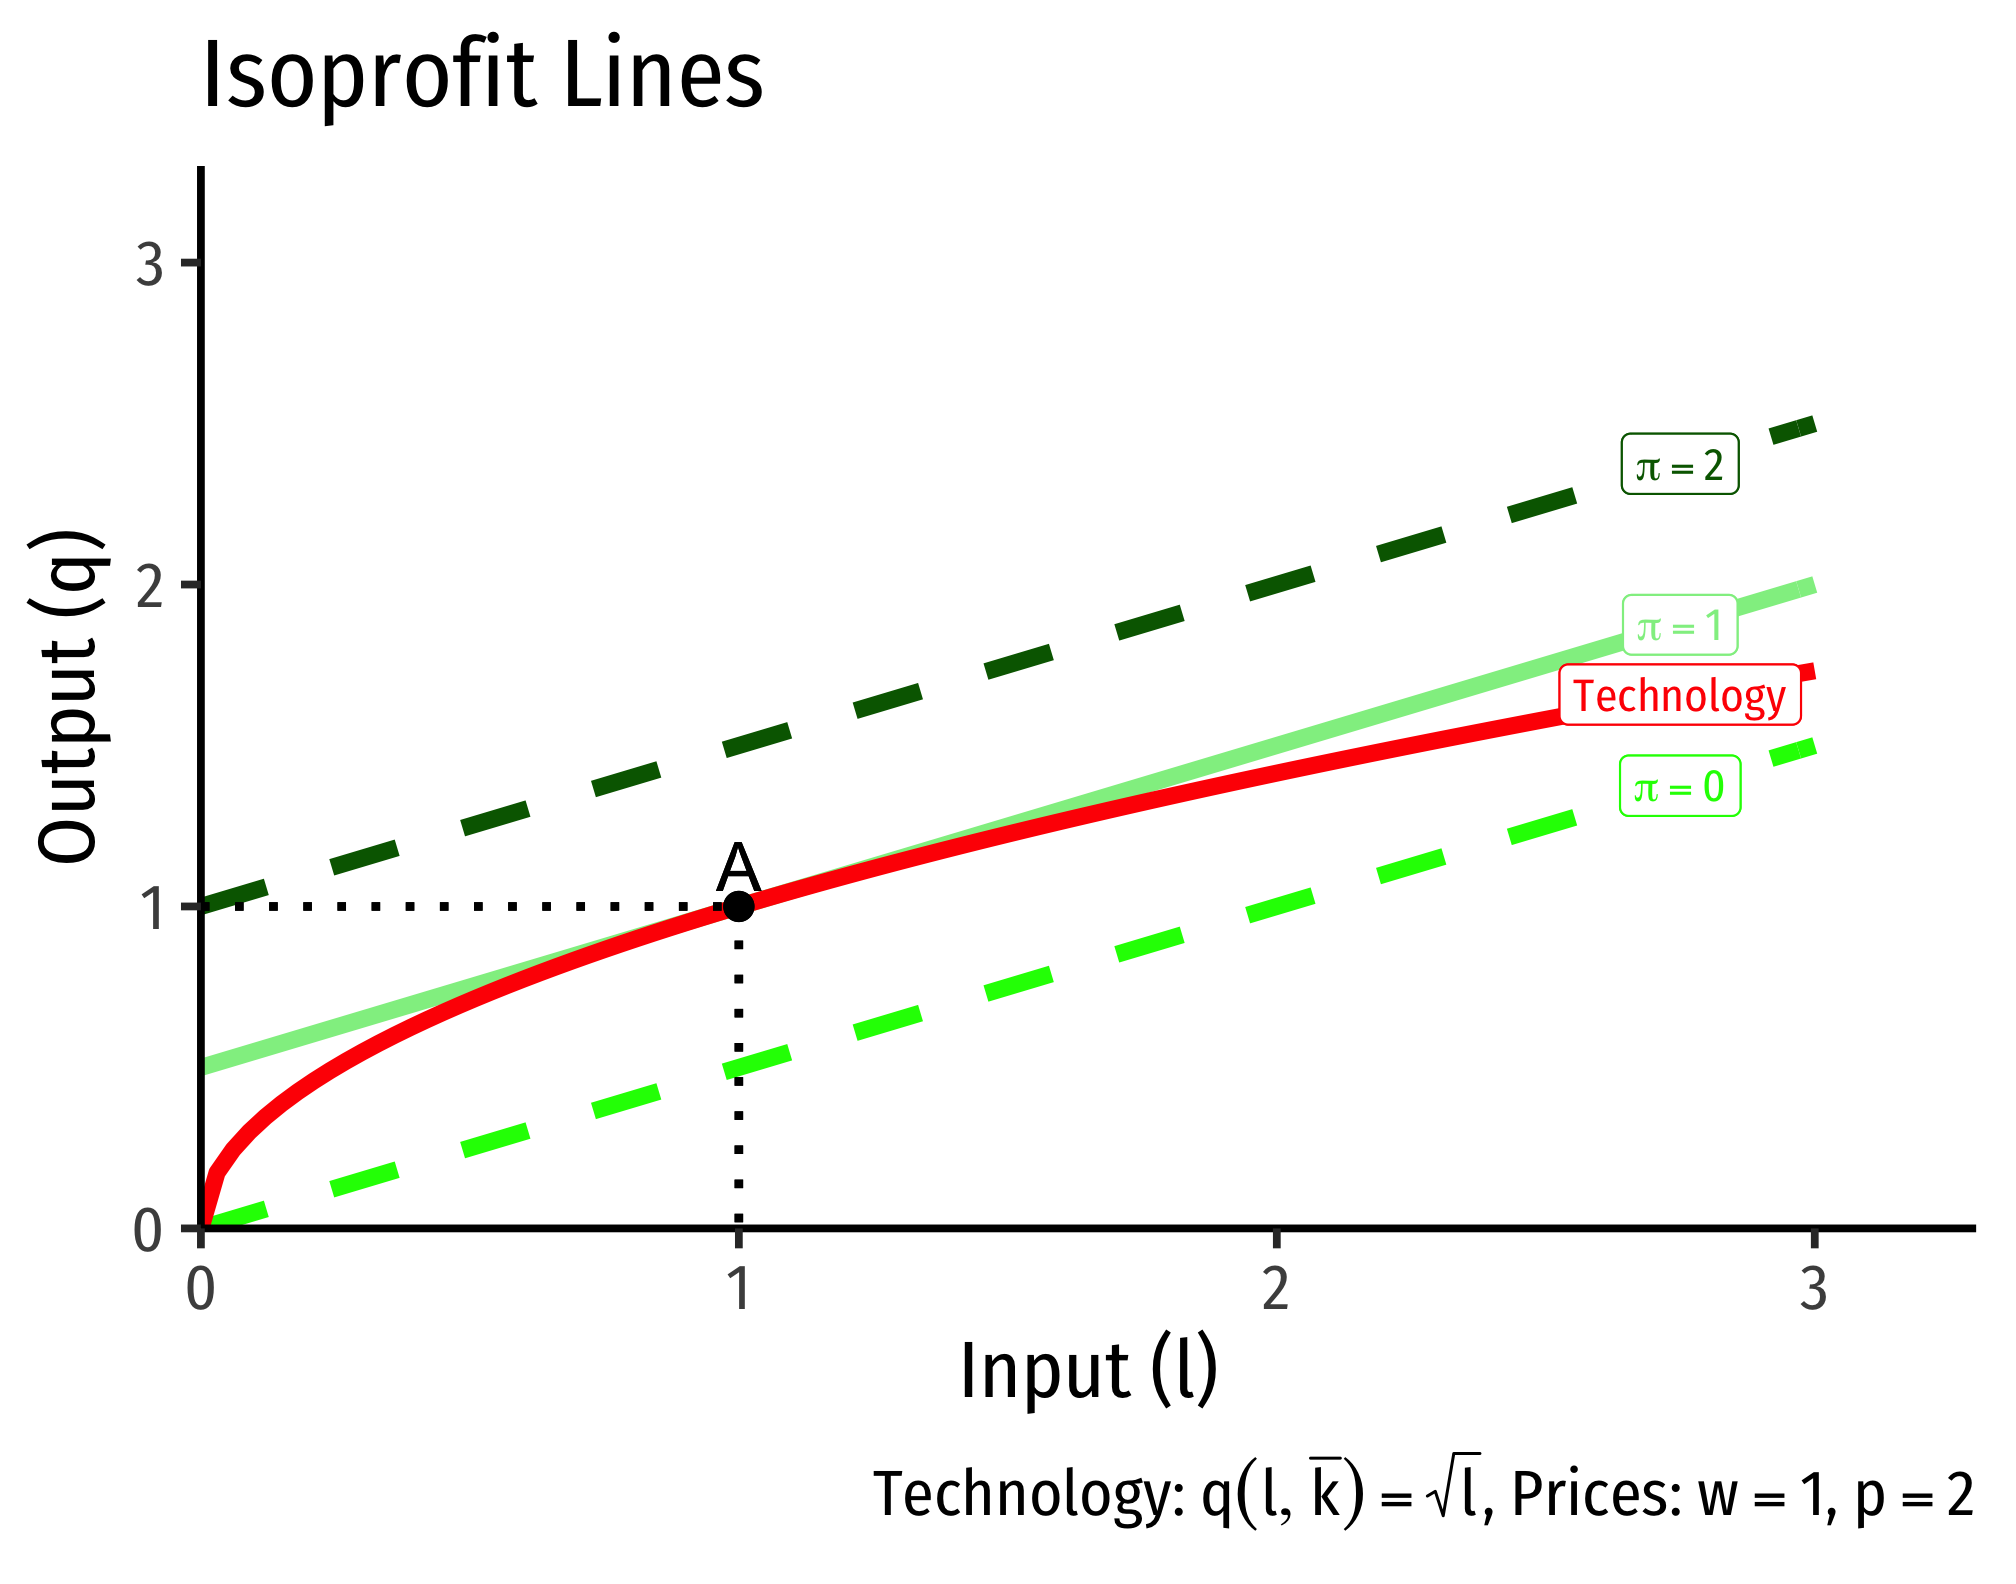 Isoprofit Lines
3
2
1
0
Output (q)
π = 2
π = 1
Technology
π = 0
A
0 1 2 3
Input (l)
Technology: q(l, k̅) = √l, Prices: w = 1, p = 2